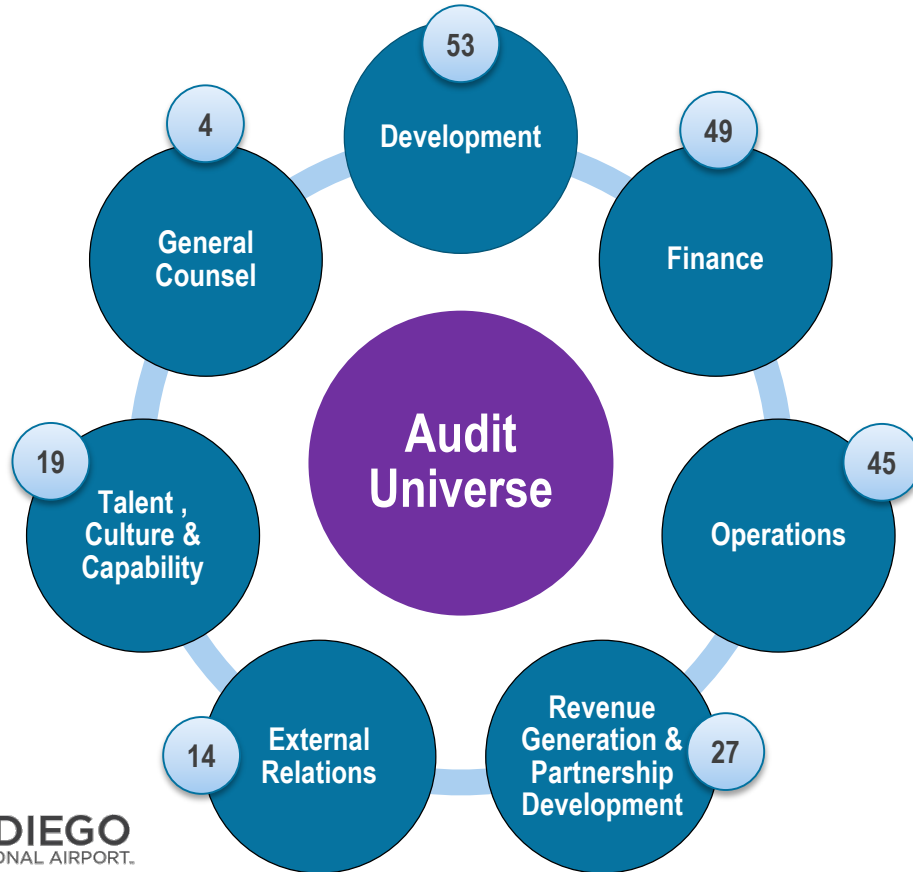 53
Development
4
General
Counsel
49
Finance
Audit
Universe
19
Talent ,
Culture &
Capability
45
Operations
14
External
Relations
Revenue
Generation &
Partnership
Development
27
DIEGO
ONAL AIRPORT™